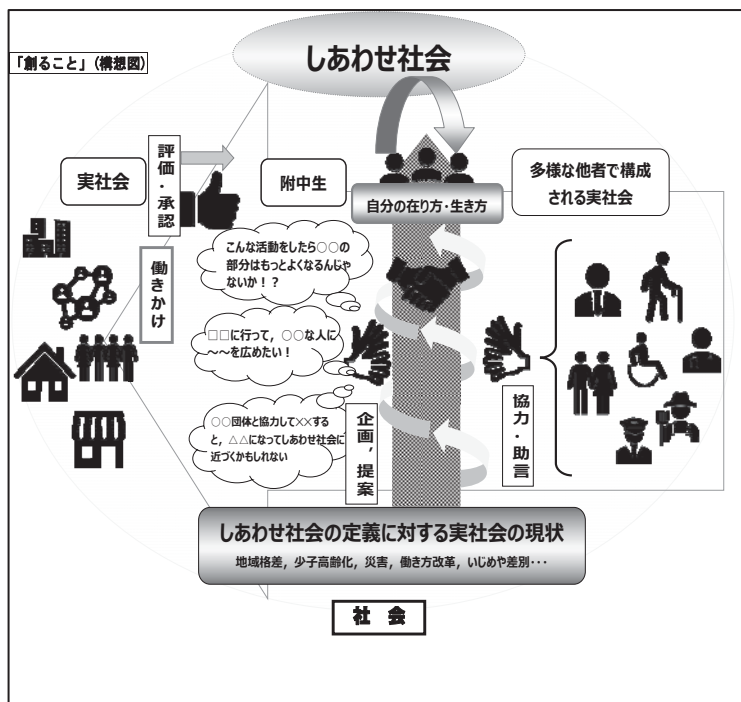 しあわせ社会
「創ること」(構想図)
実社会
評価・承認
働きかけ
附中生
多様な他者で構成
される実社会
自分の在り方・生き方
こんな活動をしたら○○の
部分はもっとよくなるんじゃ
ないか！？
□□に行って，○○な人に
～～を広めたい！
○○団体と協力して××する
と，△△になってしあわせ社会に
近づくかもしれない
企画，提案
協力・助言
しあわせ社会の定義に対する実社会の現状
地域格差，少子高齢化，災害，働き方改革，いじめや差別・・・
社 会